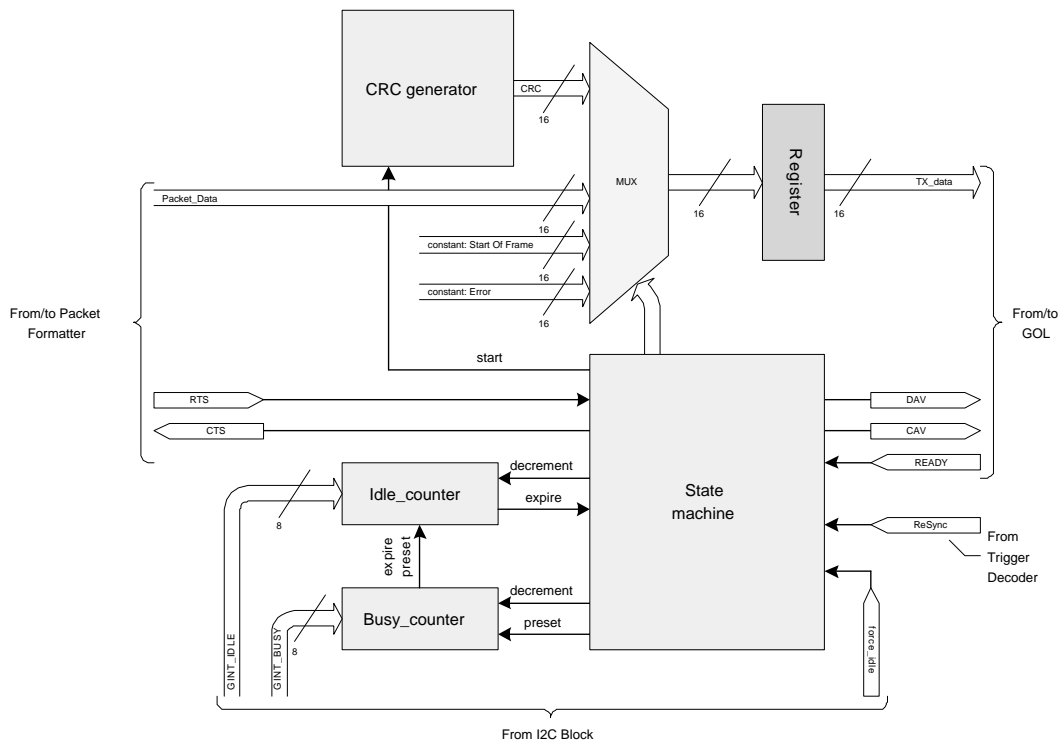 CRC generator
CRC
16
MUX
Register
16
16
TX_data
Packet_Data
16
constant: Start Of Frame
16
constant: Error
16
From/to Packet
Formatter
From/to
GOL
start
RTS
CTS
DAV
CAV
READY
State
machine
decrement
Idle_counter
expire
8
ReSync
From
Trigger
Decoder
expire
preset
decrement
Busy_counter
preset
8
GINT_IDLE
GINT_BUSY
force_idle
From I2C Block